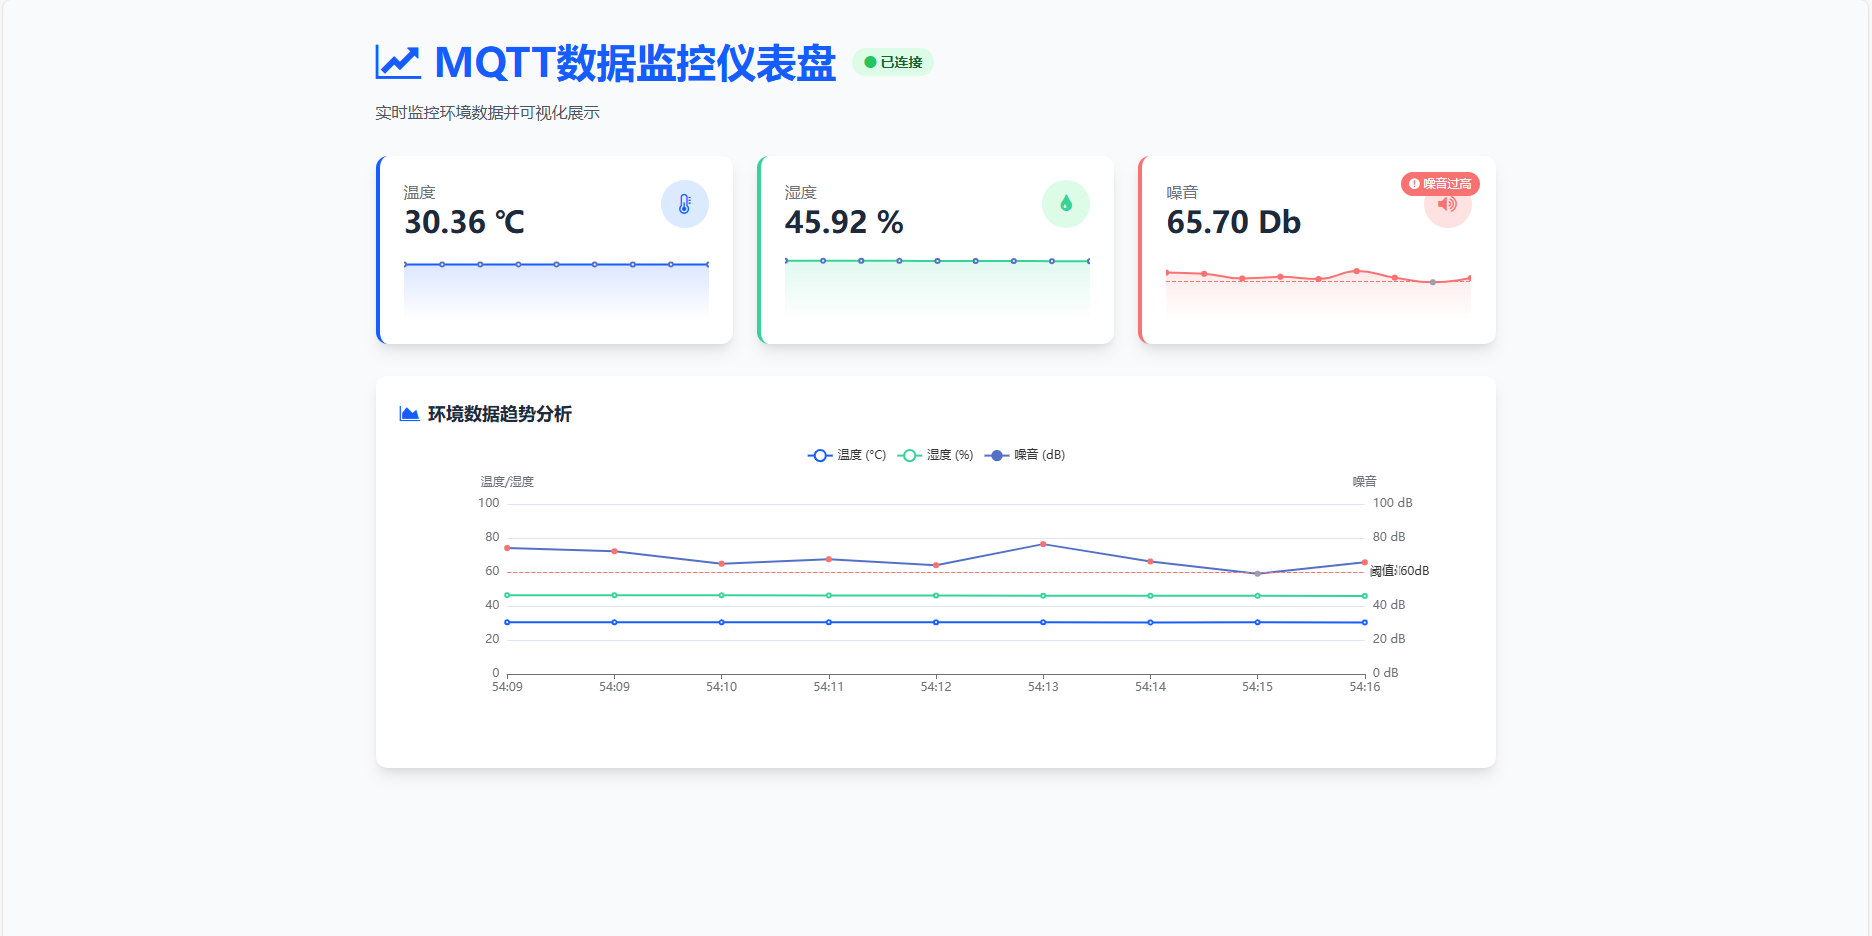 MQTT数据监控仪表盘
已连接
实时监控环境数据并可视化展示
温度
30.36 ℃
湿度
45.92 %
噪音过高
噪音
65.70 Db
环境数据趋势分析
温度 (°C) 湿度 (%) 噪音 (dB)
温度/湿度
噪音
100
100 dB
80
80 dB
60
阈值: 60dB
40
40 dB
20
20 dB
0
0 dB
54:09 54:09 54:10 54:11 54:12 54:13 54:14 54:15 54:16